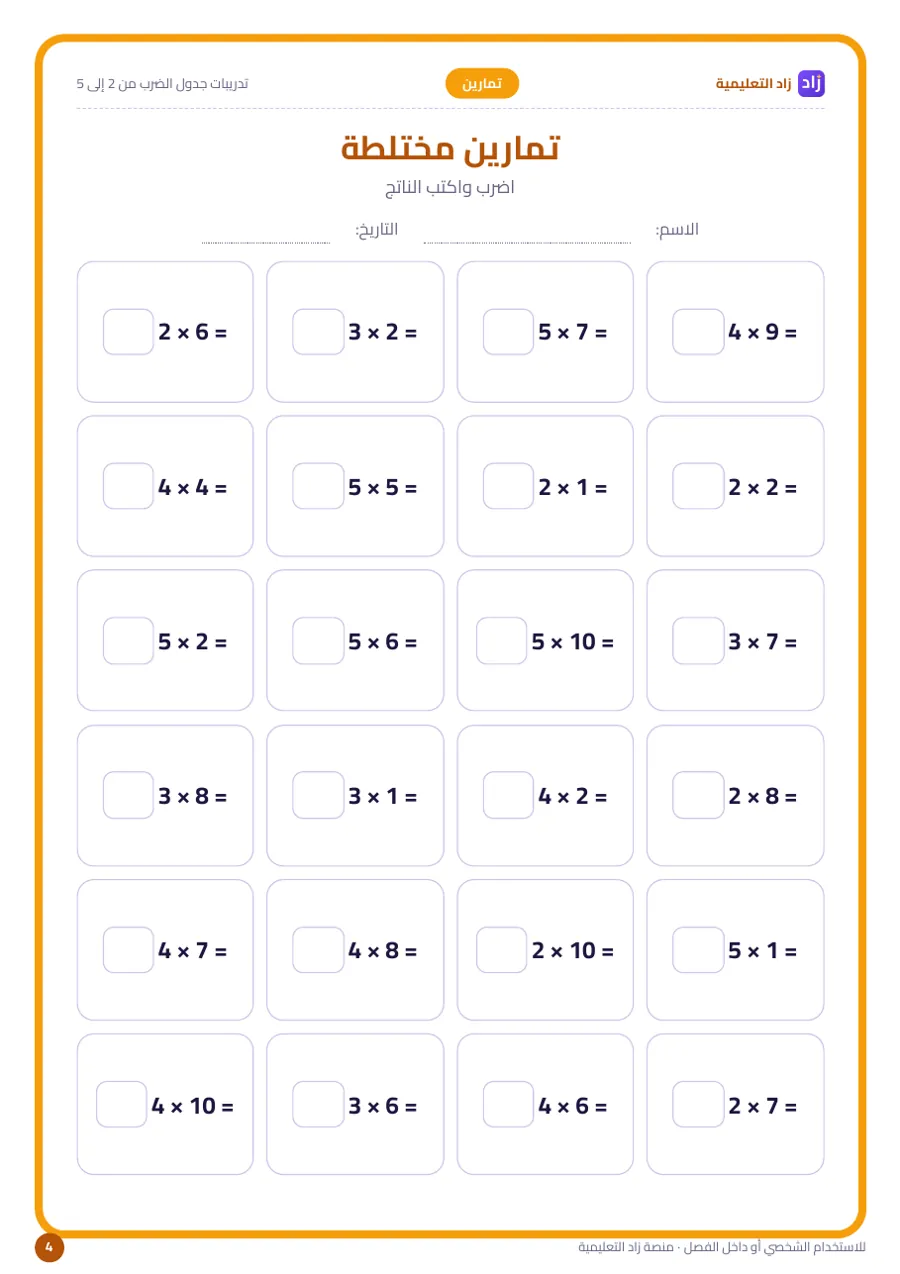 زاد زاد التعليمية
تمارين
تدريبات جدول الضرب من 2 إلى 5
تمارين مختلطة
اضرب واكتب الناتج
الاسم: التاريخ:
4 × 9 =
5 × 7 =
3 × 2 =
2 × 6 =
2 × 2 =
2 × 1 =
5 × 5 =
4 × 4 =
3 × 7 =
5 × 10 =
5 × 6 =
5 × 2 =
2 × 8 =
4 × 2 =
3 × 1 =
3 × 8 =
5 × 1 =
2 × 10 =
4 × 8 =
4 × 7 =
2 × 7 =
4 × 6 =
3 × 6 =
4 × 10 =
للاستخدام الشخصي أو داخل الفصل · منصة زاد التعليمية
4